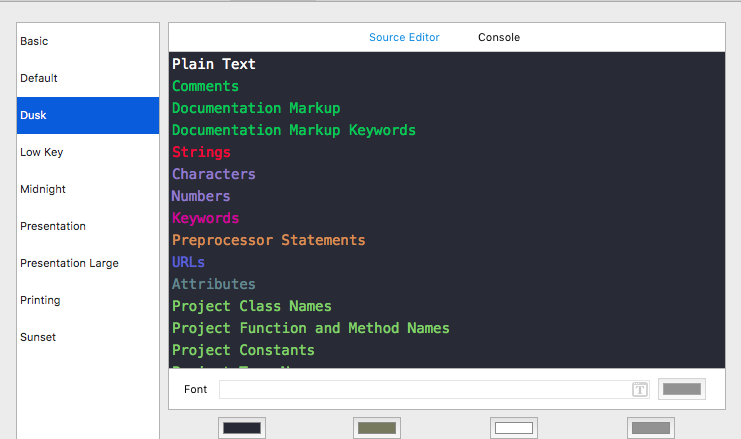 Basic
Default
Dusk
Low Key
Midnight
Presentation
Presentation Large
Printing
Sunset
Source Editor Console
Plain Text
Comments
Documentation Markup
Documentation Markup Keywords
Strings
Characters
Numbers
Keywords
Preprocessor Statements
URLs
Attributes
Project Class Names
Project Function and Method Names
Project Constants
Font